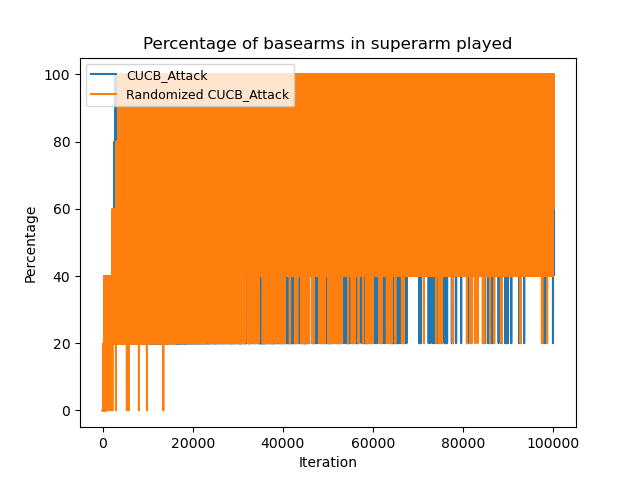 Percentage of basearms in superarm played
CUCB_Attack
Randomized CUCB_Attack
100
80
60
40
20
0
Percentage
0 20000 40000 60000 80000 100000
Iteration